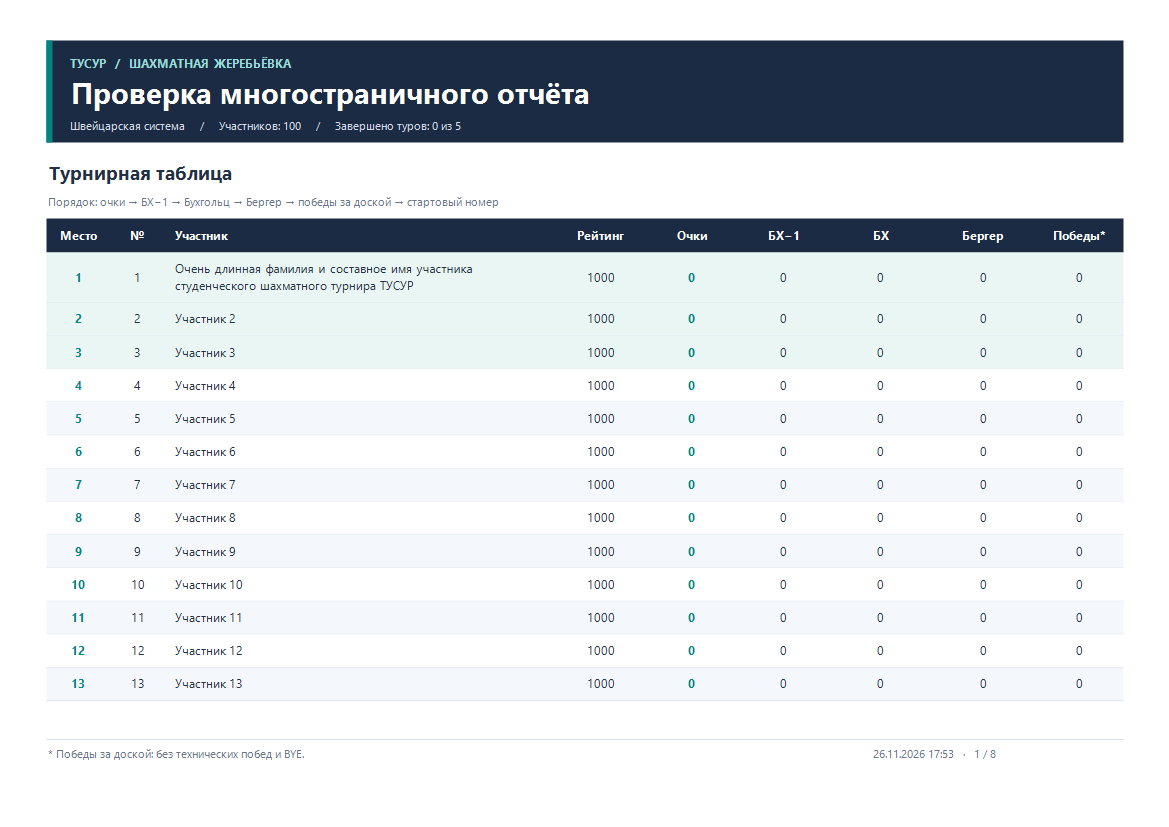 ТУСУР / ШАХМАТНАЯ ЖЕРЕБЬЁВКА
Проверка многостраничного отчёта
Швейцарская система / Участников: 100 / Завершено туров: 0 из 5
Турнирная таблица
Порядок: очки → БХ−1 → Бухгольц → Бергер → победы за доской → стартовый номер
Место № Участник Рейтинг Очки БХ−1 БХ Бергер Победы*
1 1 Очень длинная фамилия и составное имя участника 1000 0 0 0 0 0
студенческого шахматного турнира ТУСУР
2 2 Участник 2 1000 0 0 0 0 0
3 3 Участник 3 1000 0 0 0 0 0
4 4 Участник 4 1000 0 0 0 0 0
5 5 Участник 5 1000 0 0 0 0 0
6 6 Участник 6 1000 0 0 0 0 0
7 7 Участник 7 1000 0 0 0 0 0
8 8 Участник 8 1000 0 0 0 0 0
9 9 Участник 9 1000 0 0 0 0 0
10 10 Участник 10 1000 0 0 0 0 0
11 11 Участник 11 1000 0 0 0 0 0
12 12 Участник 12 1000 0 0 0 0 0
13 13 Участник 13 1000 0 0 0 0 0
* Победы за доской: без технических побед и BYE. 26.11.2026 17:53 · 1 / 8